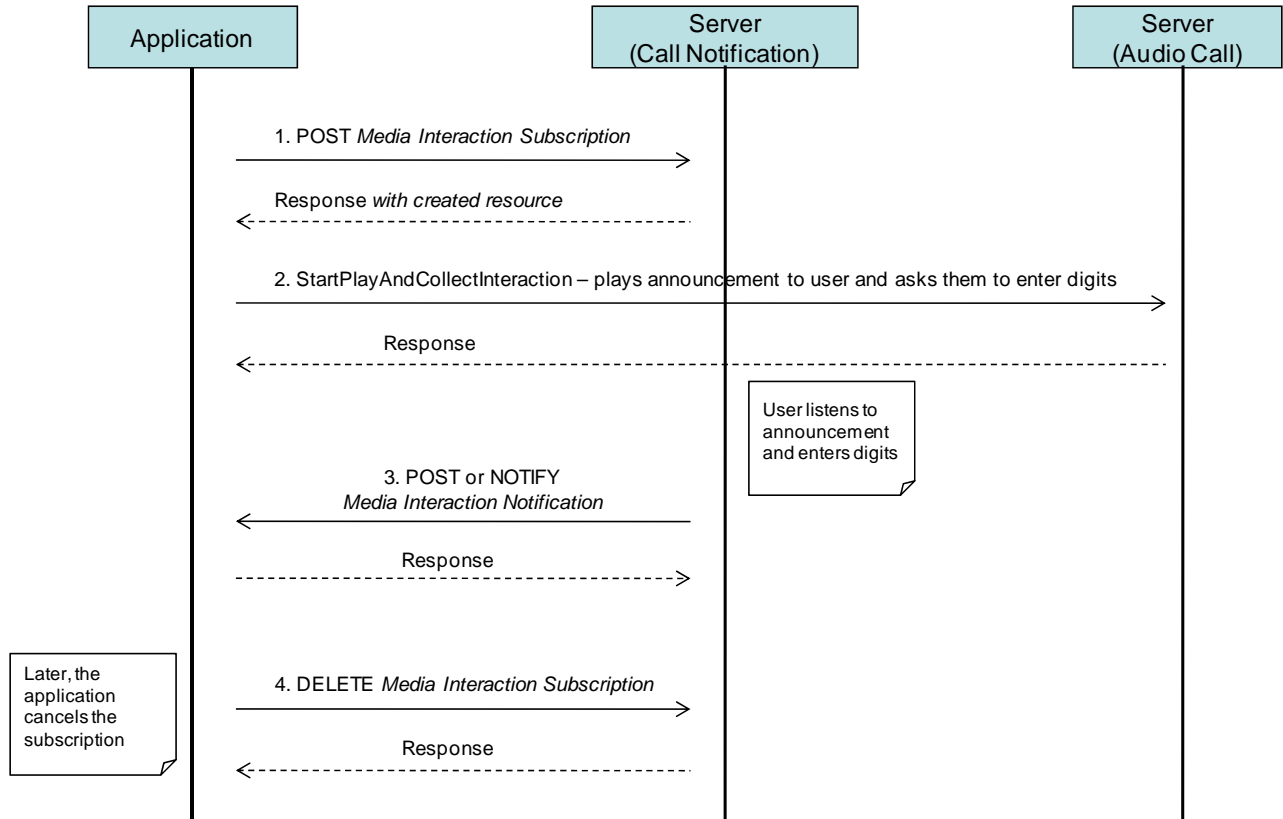 Application
Server
(Call Notification)
Server
(Audio Call)
1. POST Media Interaction Subscription
Response with created resource
2. StartPlayAndCollectInteraction – plays announcement to user and asks them to enter digits
Response
User listens to
announcement
and enters digits
3. POST or NOTIFY
Media Interaction Notification
Response
Later, the
application
cancels the
subscription
4. DELETE Media Interaction Subscription
Response